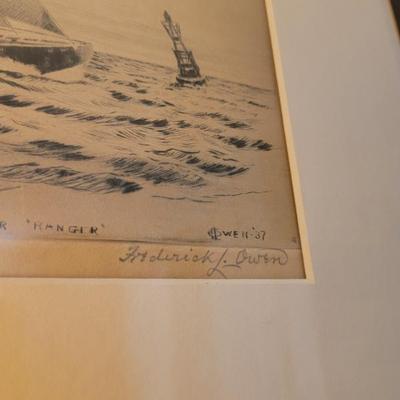 R "RANGER"
OWEN-'37
Frederick L. Owen